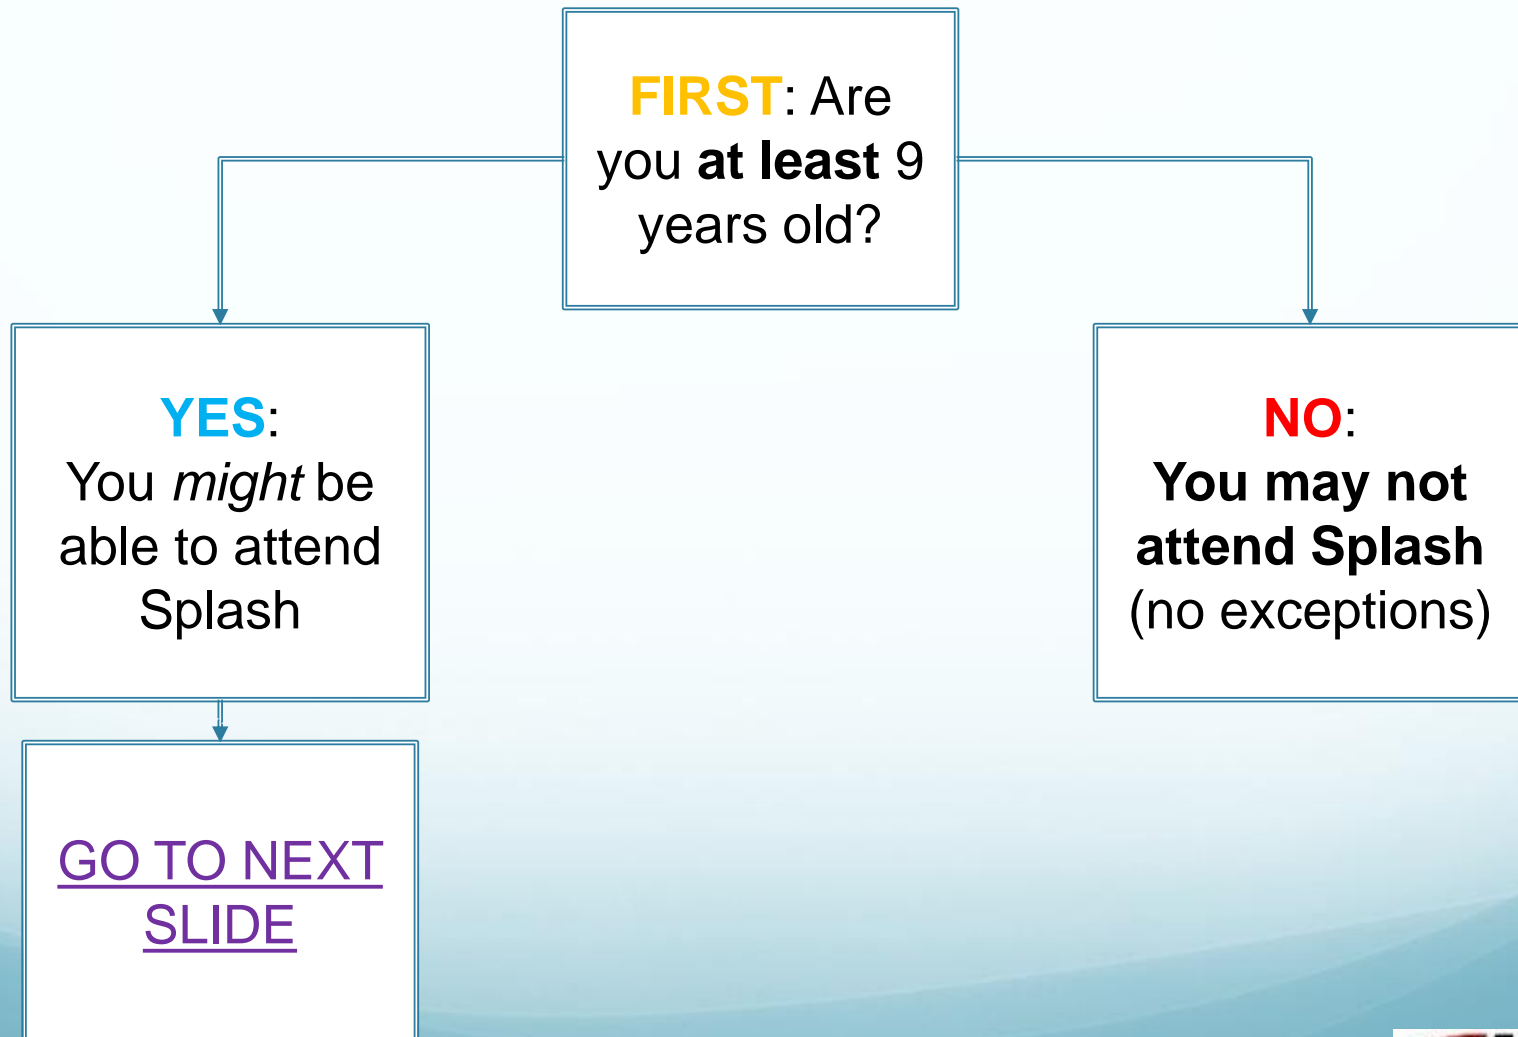 FIRST: Are
you at least 9
years old?
YES:
You might be
able to attend
Splash
NO:
You may not
attend Splash
(no exceptions)
GO TO NEXT
SLIDE